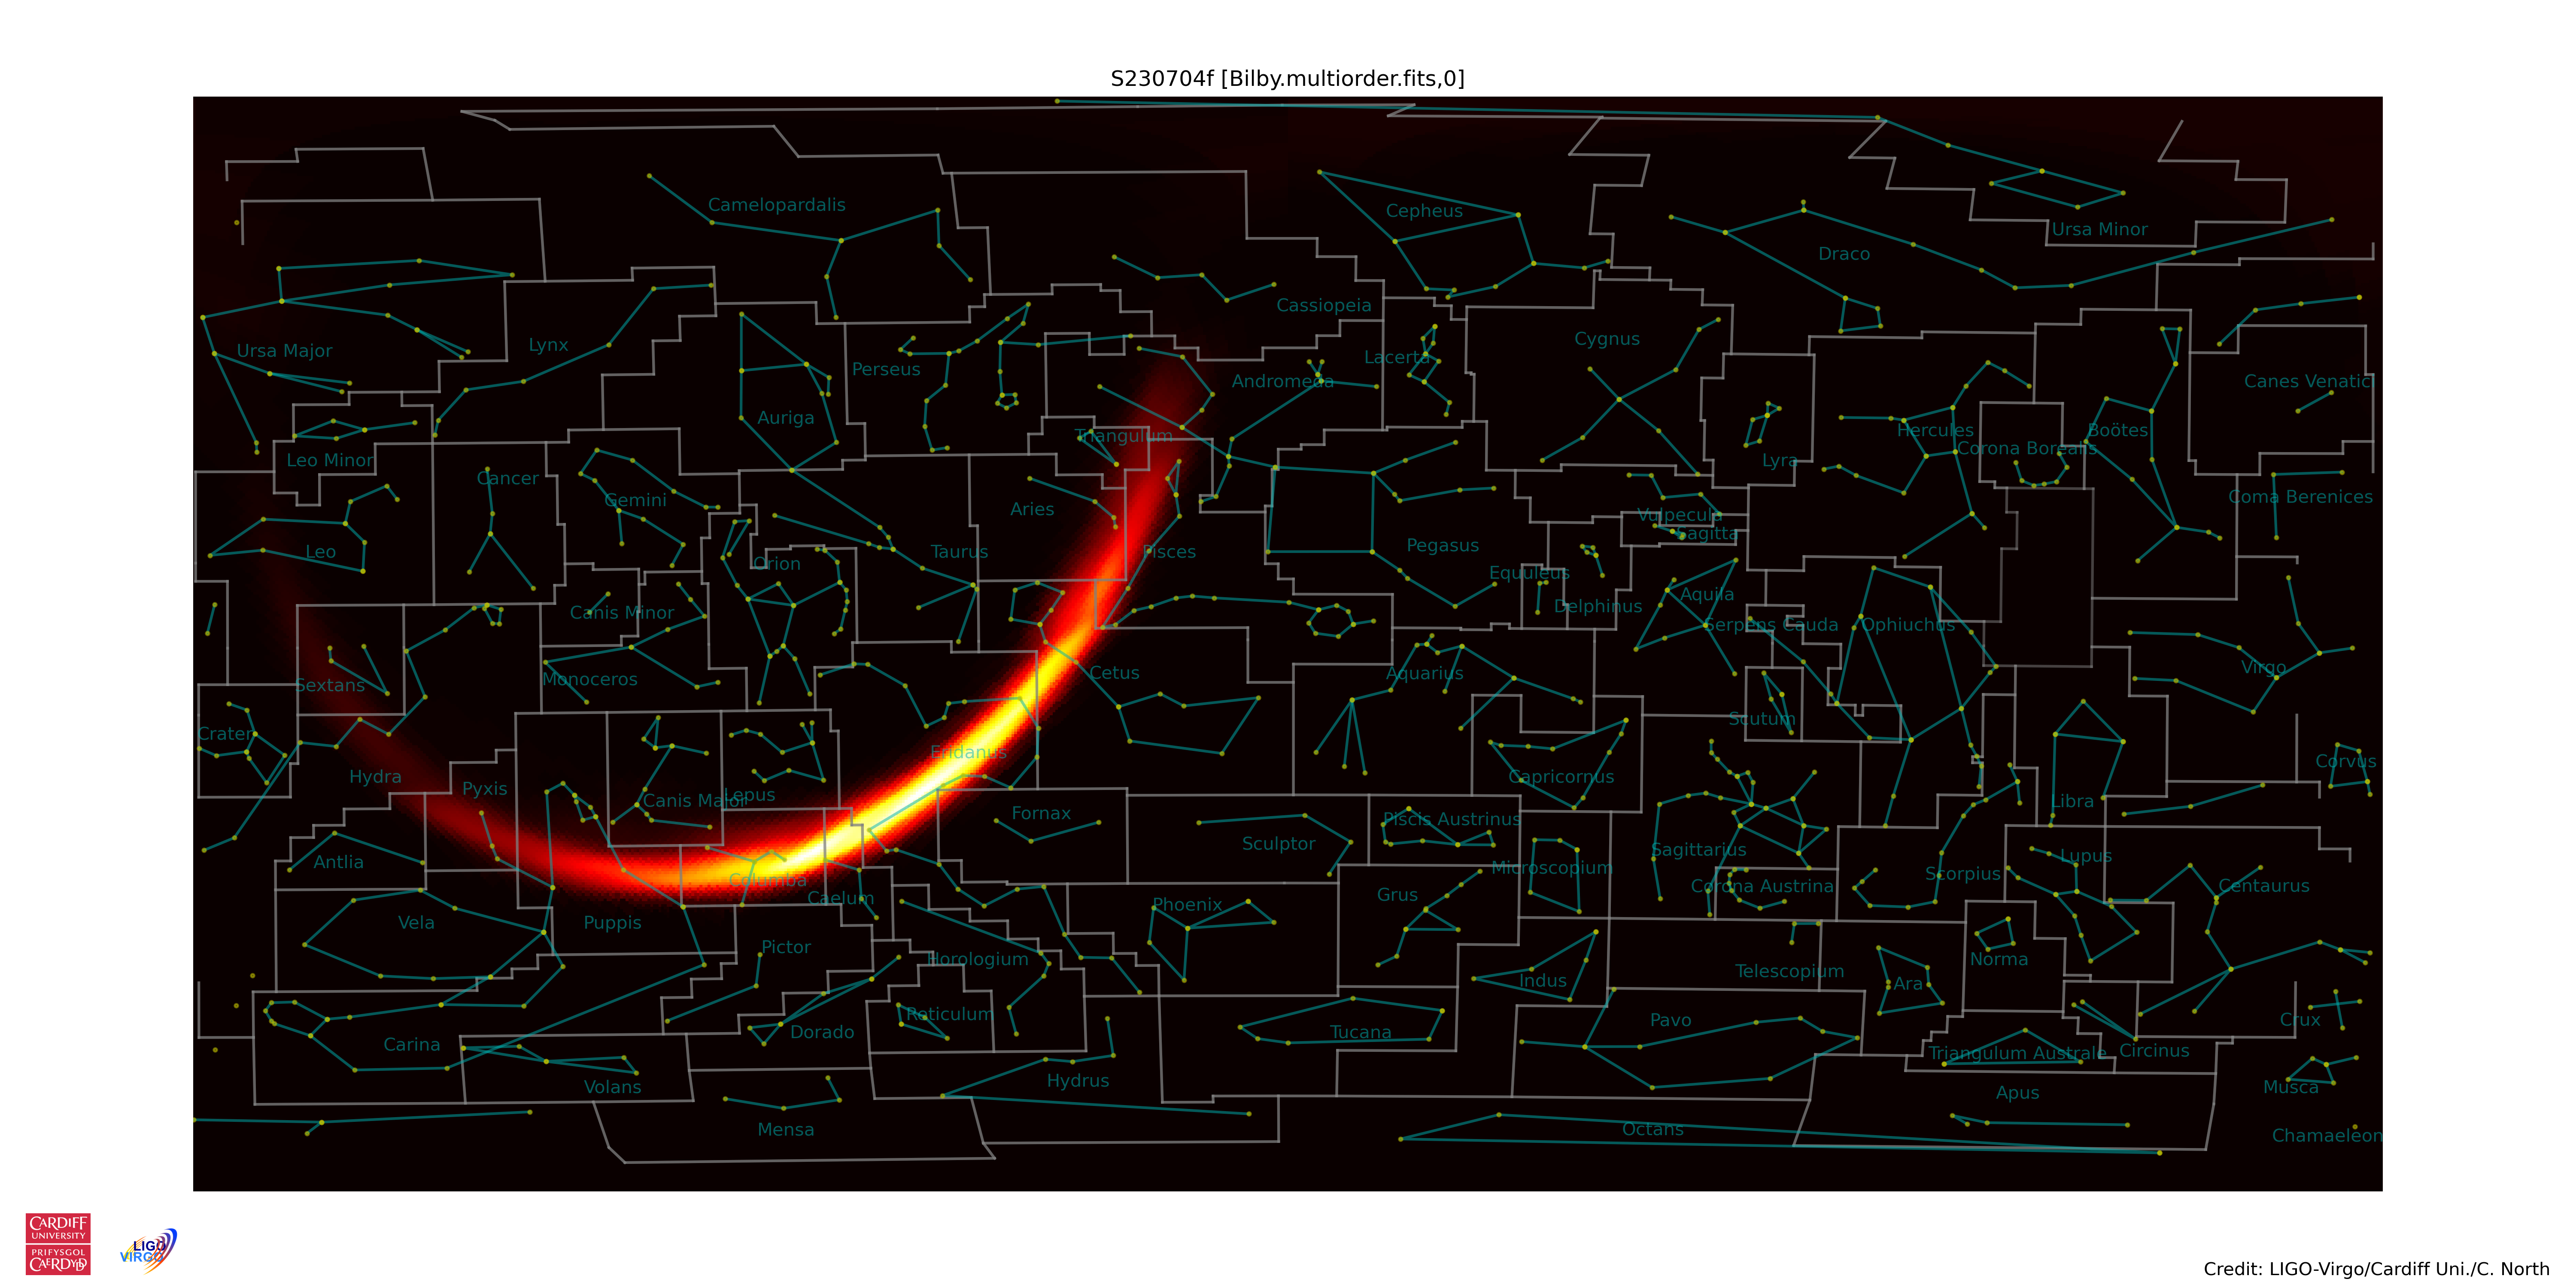 S230704f [Bilby.multiorder.fits,0]
Camelopardalis
Cepheus
Ursa Minor
Draco
Cassiopeia
Ursa Major
Lynx
Perseus
Andromeda
Lacerta
Cygnus
Canes Venatic
Auriga
Triangulum
Hercules
Boötes
Corona Borealis
Leo Minor
Lyra
Cancer
Gemini
Aries
Coma Berenices
Vulpecula
Sagitta
Leo
Orion
Taurus
Pisces
Pegasus
Equuleus
Delphinus
Aquila
Canis Minor
Serpens Cauda
Ophiuchus
Sextans
Monoceros
Cetus
Aquarius
Virgo
Scutum
Crater
Eridanus
Hydra
Pyxis
Canis Major
Lepus
Capricornus
Corvus
Libra
Fornax
Piscis Austrinus
Sculptor
Antlia
Sagittarius
Lupus
Microscopium
Columba
Caelum
Corona Austrina
Scorpius
Centaurus
Grus
Phoenix
Vela
Puppis
Pictor
Horologium
Indus
Telescopium
Ara
Norma
Reticulum
Dorado
Tucana
Pavo
Crux
Carina
Triangulum Australe
Circinus
Volans
Hydrus
Apus
Musca
Mensa
Octans
Chamaeleon
CARDIFF
UNIVERSITY
PRIFYSGOL
CAERDYDD
LIGO
VIRGO
Credit: LIGO-Virgo/Cardiff Uni./C. North